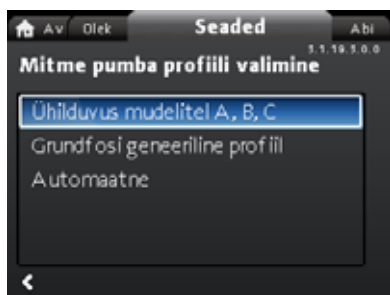 Av Olek Seaded Abi
3.1.19.3.0.0
Mitme pumba profiili valimine
Ühilduvus mudelitel A, B, C
Grundfosi geneeriline profiil
Automaatne